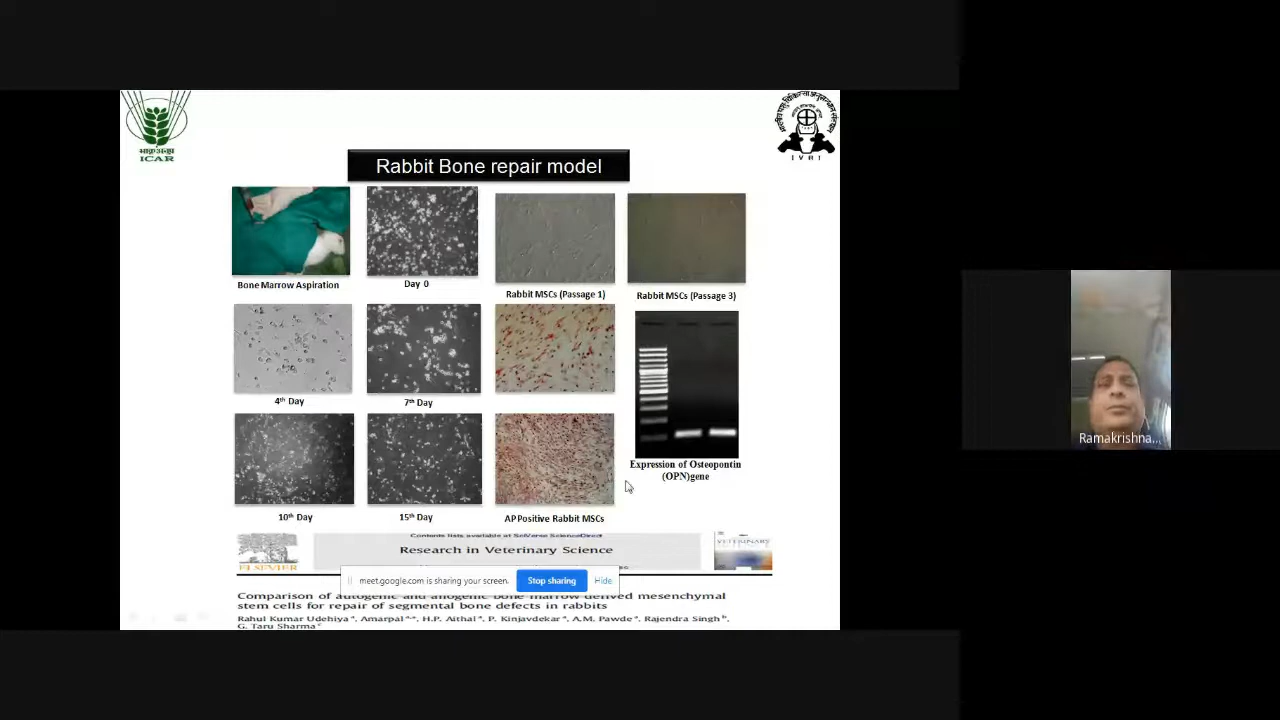 ICAR
IVRI
Rabbit Bone repair model
Bone Marrow Aspiration
Day 0
Rabbit MSCs (Passage 1)
Rabbit MSCs (Passage 3)
4th Day
7th Day
Expression of Osteopontin
(OPN)gene
10th Day
15th Day
AP Positive Rabbit MSCs
Contents lists available at SciVerse ScienceDirect
Research in Veterinary Science
ELSEVIER
VETERINARY
meet.google.com is sharing your screen.
Stop sharing
Hide
Comparison of autogenic and allogenic bone marrow derived mesenchymal
stem cells for repair of segmental bone defects in rabbits
Rahul Kumar Udehiya a, Amarpal a,*, H.P. Aithal a, P. Kinjavdekar a, A.M. Pawde a, Rajendra Singh b,
G. Taru Sharma c
Ramakrishna...